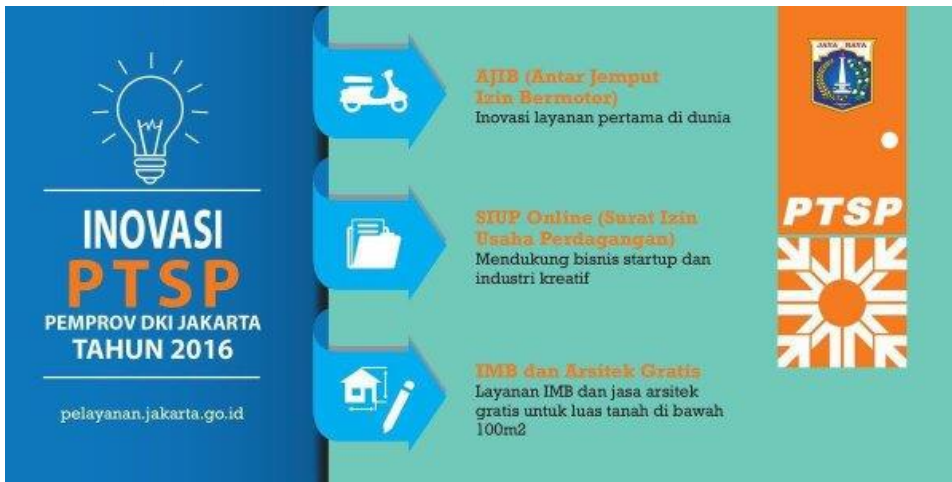 INOVASI
PTSP
PEMPROV DKI JAKARTA
TAHUN 2016
pelayanan.jakarta.go.id
AJIB (Antar Jemput
Izin Bermotor)
Inovasi layanan pertama di dunia
SIUP Online (Surat Izin
Usaha Perdagangan)
Mendukung bisnis startup dan
industri kreatif
IMB dan Arsitek Gratis
Layanan IMB dan jasa arsitek
gratis untuk luas tanah di bawah
100m2
JAYA RAYA
PTSP